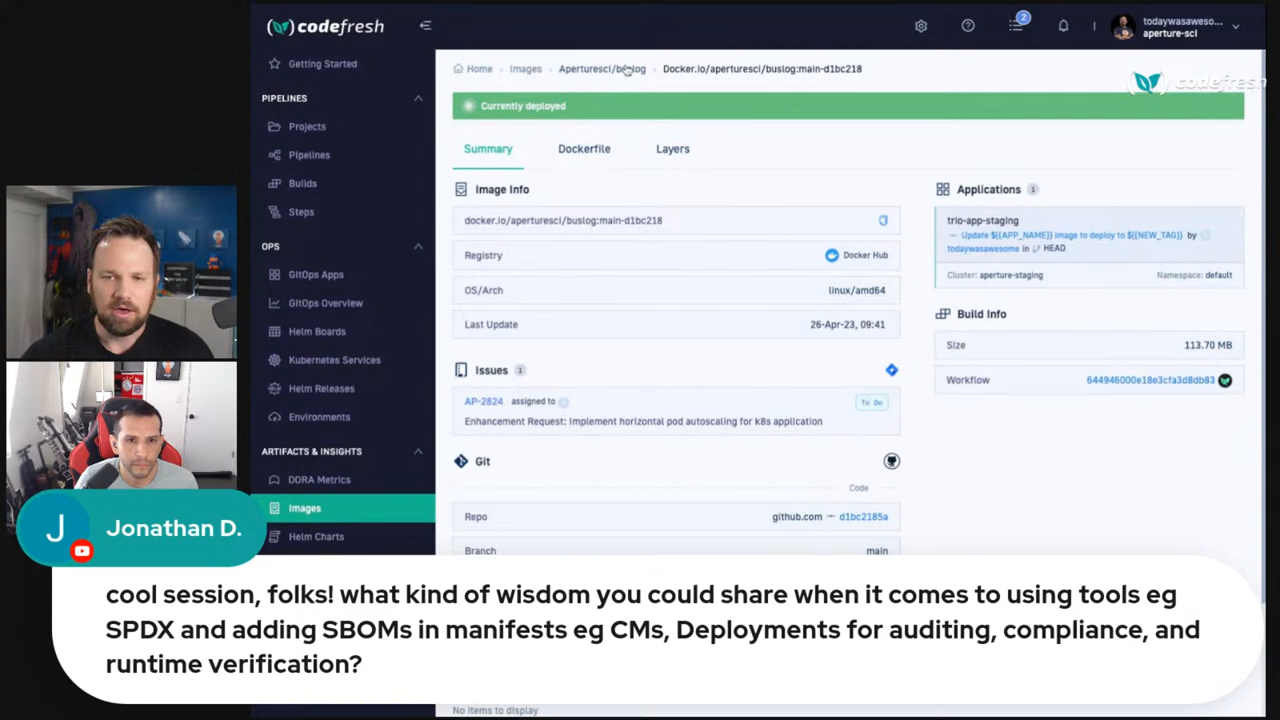 codefresh
2
todaywasaweso...
aperture-sci
Getting Started
PIPELINES
Projects
Pipelines
Builds
Steps
OPS
GitOps Apps
GitOps Overview
Helm Boards
Kubernetes Services
Helm Releases
Environments
ARTIFACTS & INSIGHTS
DORA Metrics
Images
Helm Charts
Home > Images > Aperturesci/buslog > Docker.io/aperturesci/buslog:main-d1bc218
codefresh
Currently deployed
Summary Dockerfile Layers
Image Info
docker.io/aperturesci/buslog:main-d1bc218
Registry Docker Hub
OS/Arch linux/amd64
Last Update 26-Apr-23, 09:41
Issues 1
AP-2824 assigned to To Do
Enhancement Request: Implement horizontal pod autoscaling for k8s application
Git
Code
Repo github.com d1bc2185a
Branch main
Applications 1
trio-app-staging
Update ${{APP_NAME}} image to deploy to ${{NEW_TAG}} by
todaywasawesome in HEAD
Cluster: aperture-staging Namespace: default
Build Info
Size 113.70 MB
Workflow 644946000e18e3cfa3d8db83
J Jonathan D.
cool session, folks! what kind of wisdom you could share when it comes to using tools eg
SPDX and adding SBOMs in manifests eg CMs, Deployments for auditing, compliance, and
runtime verification?
No items to display